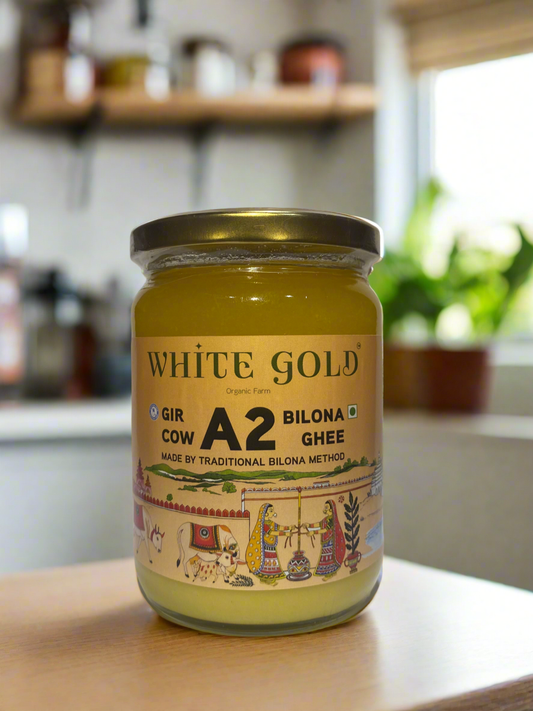 WHITE GOLD
Organic Farm
GIR COW A2 BILONA GHEE
MADE BY TRADITIONAL BILONA METHOD